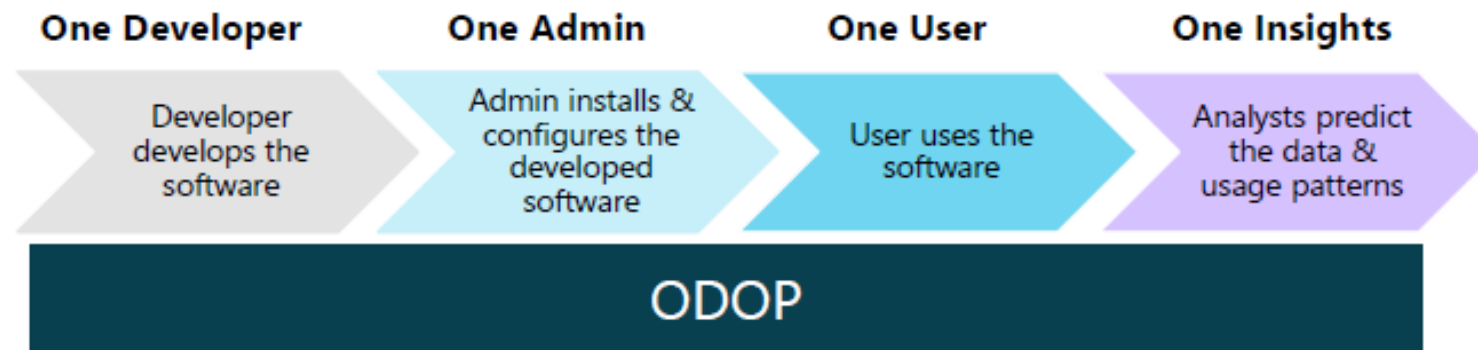 One Developer
One Admin
One User
One Insights
Developer
develops the
software
Admin installs &
configures the
developed
software
User uses the
software
Analysts predict
the data &
usage patterns
ODOP